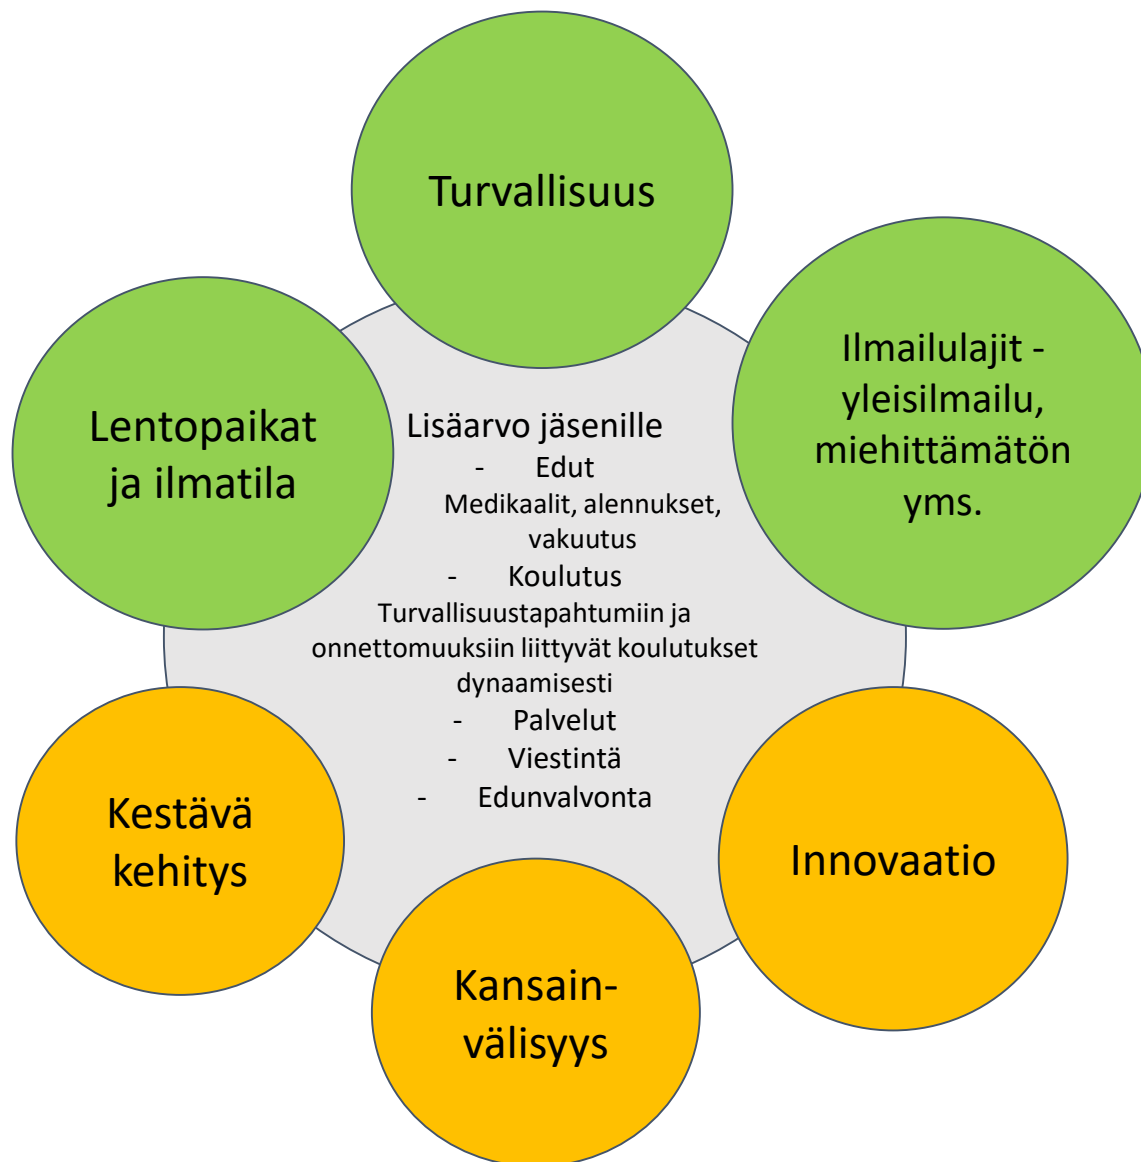 Turvallisuus
Ilmailulajit -
yleisilmailu,
miehittämätön
yms.
Lentopaikat
ja ilmatila
Lisäarvo jäsenille
- Edut
Medikaalit, alennukset,
vakuutus
- Koulutus
Turvallisuustapahtumiin ja
onnettomuuksiin liittyvät koulutukset
dynaamisesti
- Palvelut
- Viestintä
- Edunvalvonta
Kestävä
kehitys
Innovaatio
Kansain-
välisyys